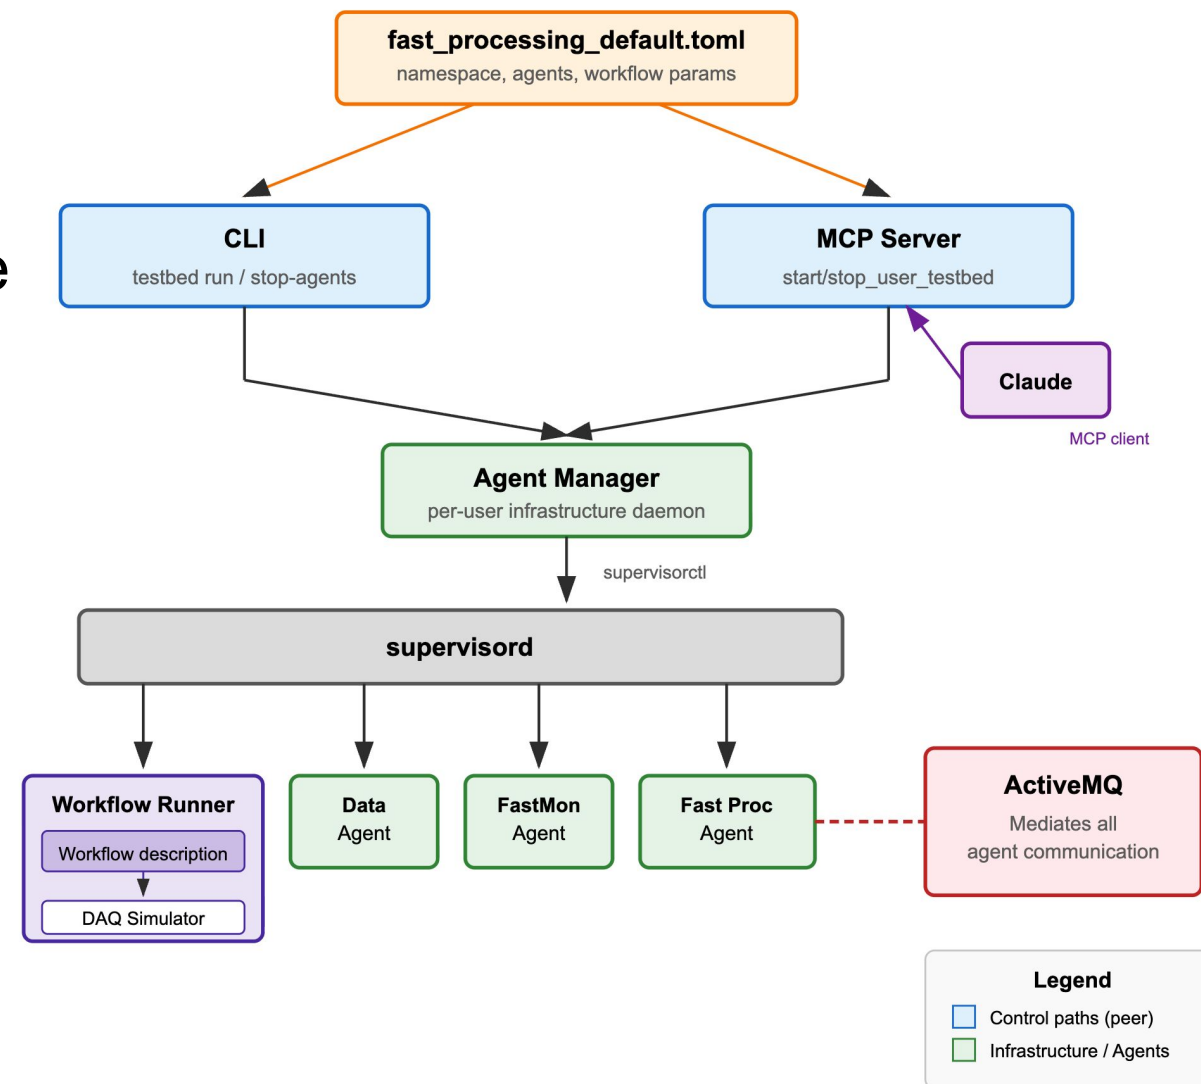 fast_processing_default.toml
namespace, agents, workflow params
e
CLI
testbed run / stop-agents
MCP Server
start/stop_user_testbed
Claude
MCP client
Agent Manager
per-user infrastructure daemon
supervisorctl
supervisord
Workflow Runner
Workflow description
DAQ Simulator
Data
Agent
FastMon
Agent
Fast Proc
Agent
ActiveMQ
Mediates all
agent communication
Legend
Control paths (peer)
Infrastructure / Agents